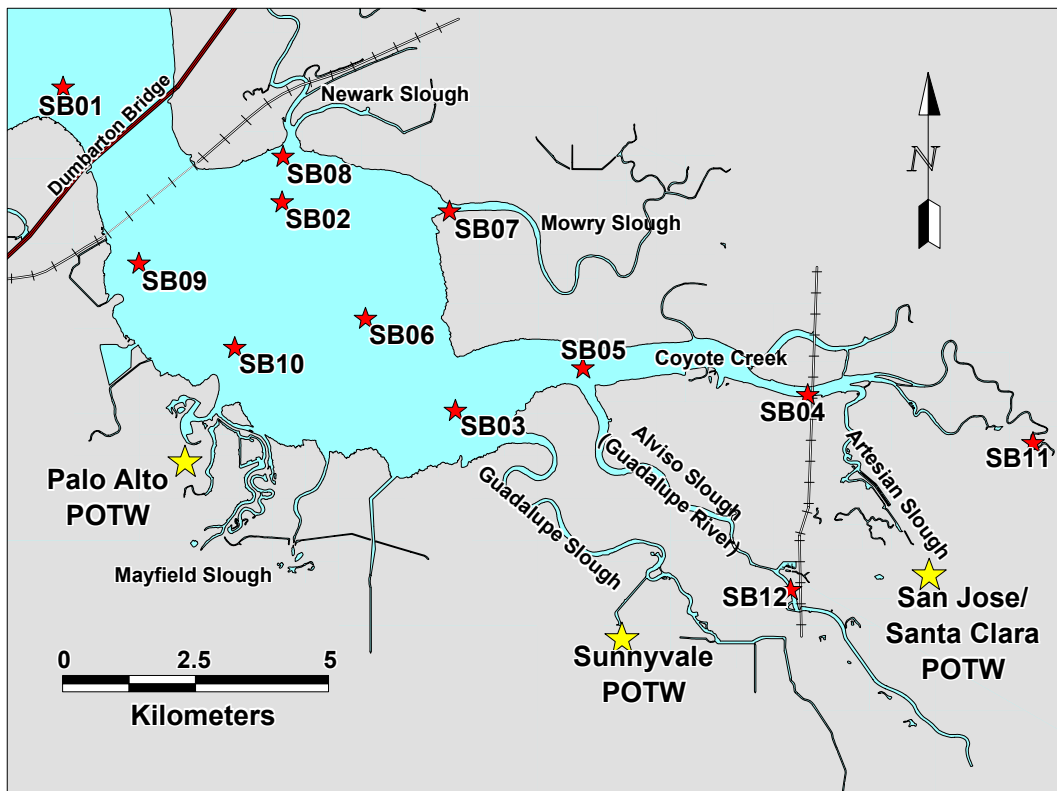 SB01
Dumbarton Bridge
Newark Slough
N
SB08
SB02
SB07
Mowry Slough
SB09
SB06
SB10
SB05
Coyote Creek
SB04
SB03
SB11
Palo Alto
POTW
Alviso Slough
(Guadalupe River)
Artesian Slough
Guadalupe Slough
Mayfield Slough
SB12
San Jose/
Santa Clara
POTW
Sunnyvale
POTW
0 2.5 5
Kilometers